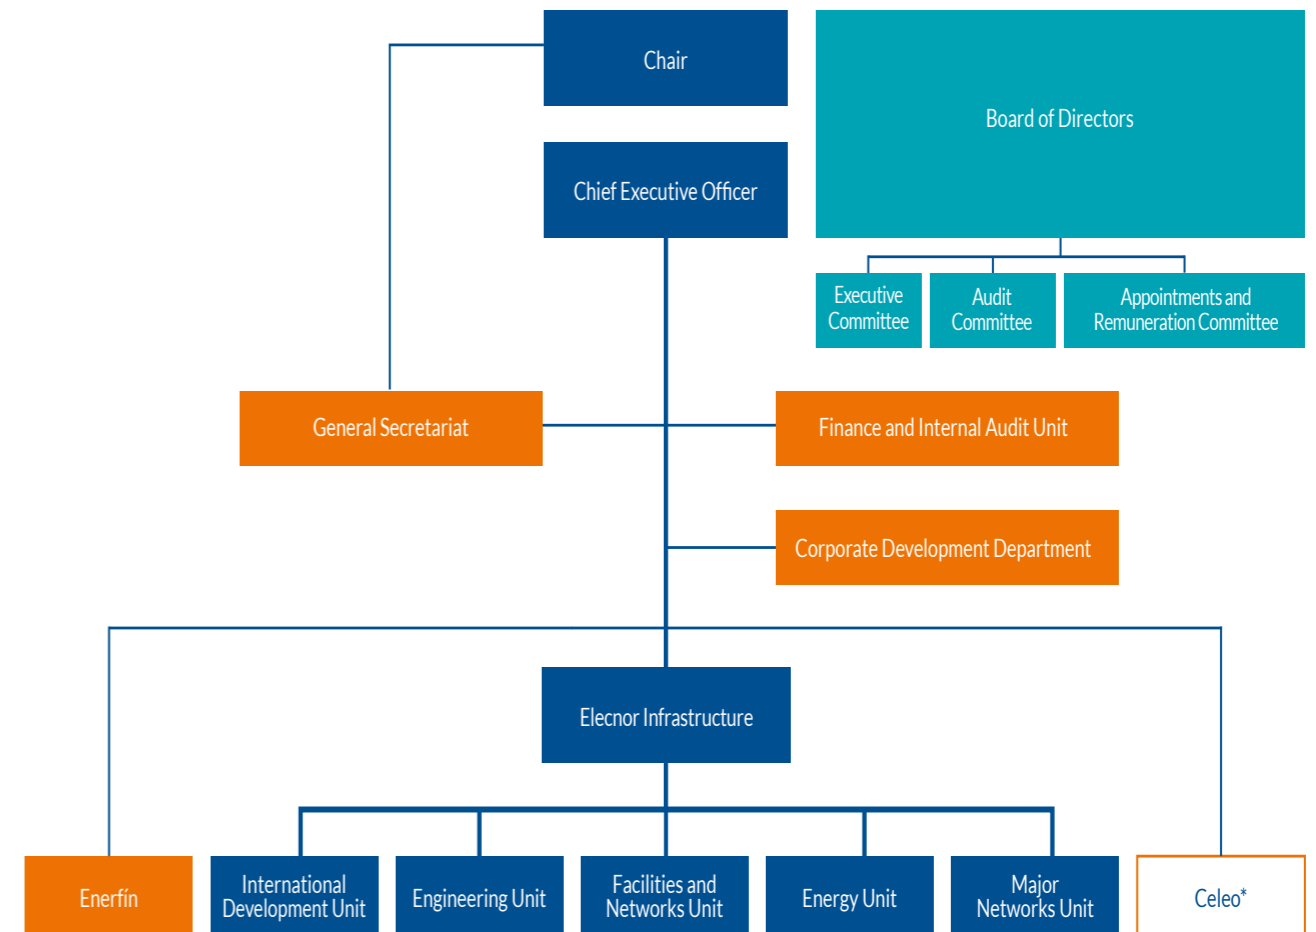 Chair
Board of Directors
Chief Executive Officer
Executive
Committee
Audit
Committee
Appointments and
Remuneration Committee
General Secretariat
Finance and Internal Audit Unit
Corporate Development Department
Elecnor Infrastructure
Enerfín
International
Development Unit
Engineering Unit
Facilities and
Networks Unit
Energy Unit
Major
Networks Unit
Celeo*